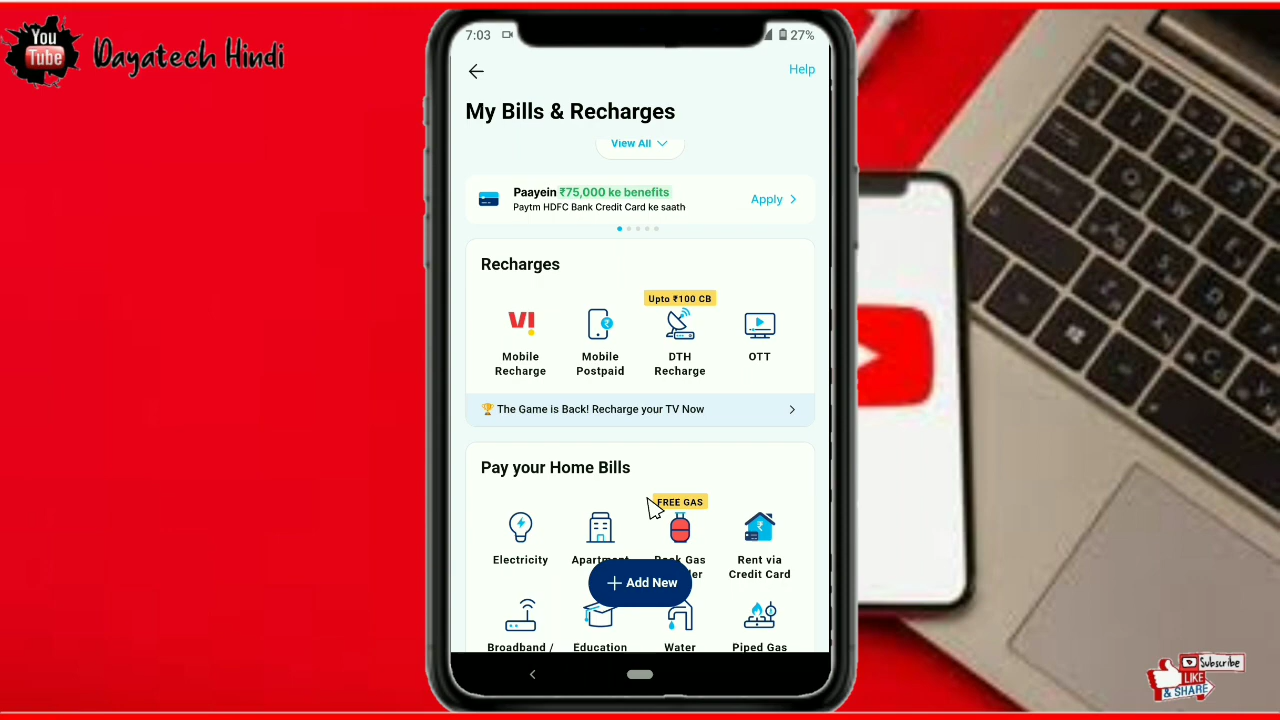 You
Tube
Dayatech Hindi
7:03
27%
Help
My Bills & Recharges
View All
Paayein ₹75,000 ke benefits
Paytm HDFC Bank Credit Card ke saath
Apply
Recharges
Upto ₹100 CB
VI
Mobile Recharge
Mobile Postpaid
DTH Recharge
OTT
The Game is Back! Recharge your TV Now
Pay your Home Bills
FREE GAS
Electricity
Rent via Credit Card
Add New
Broadband /
Education
Water
Piped Gas
Subscribe
LIKE
& SHARE